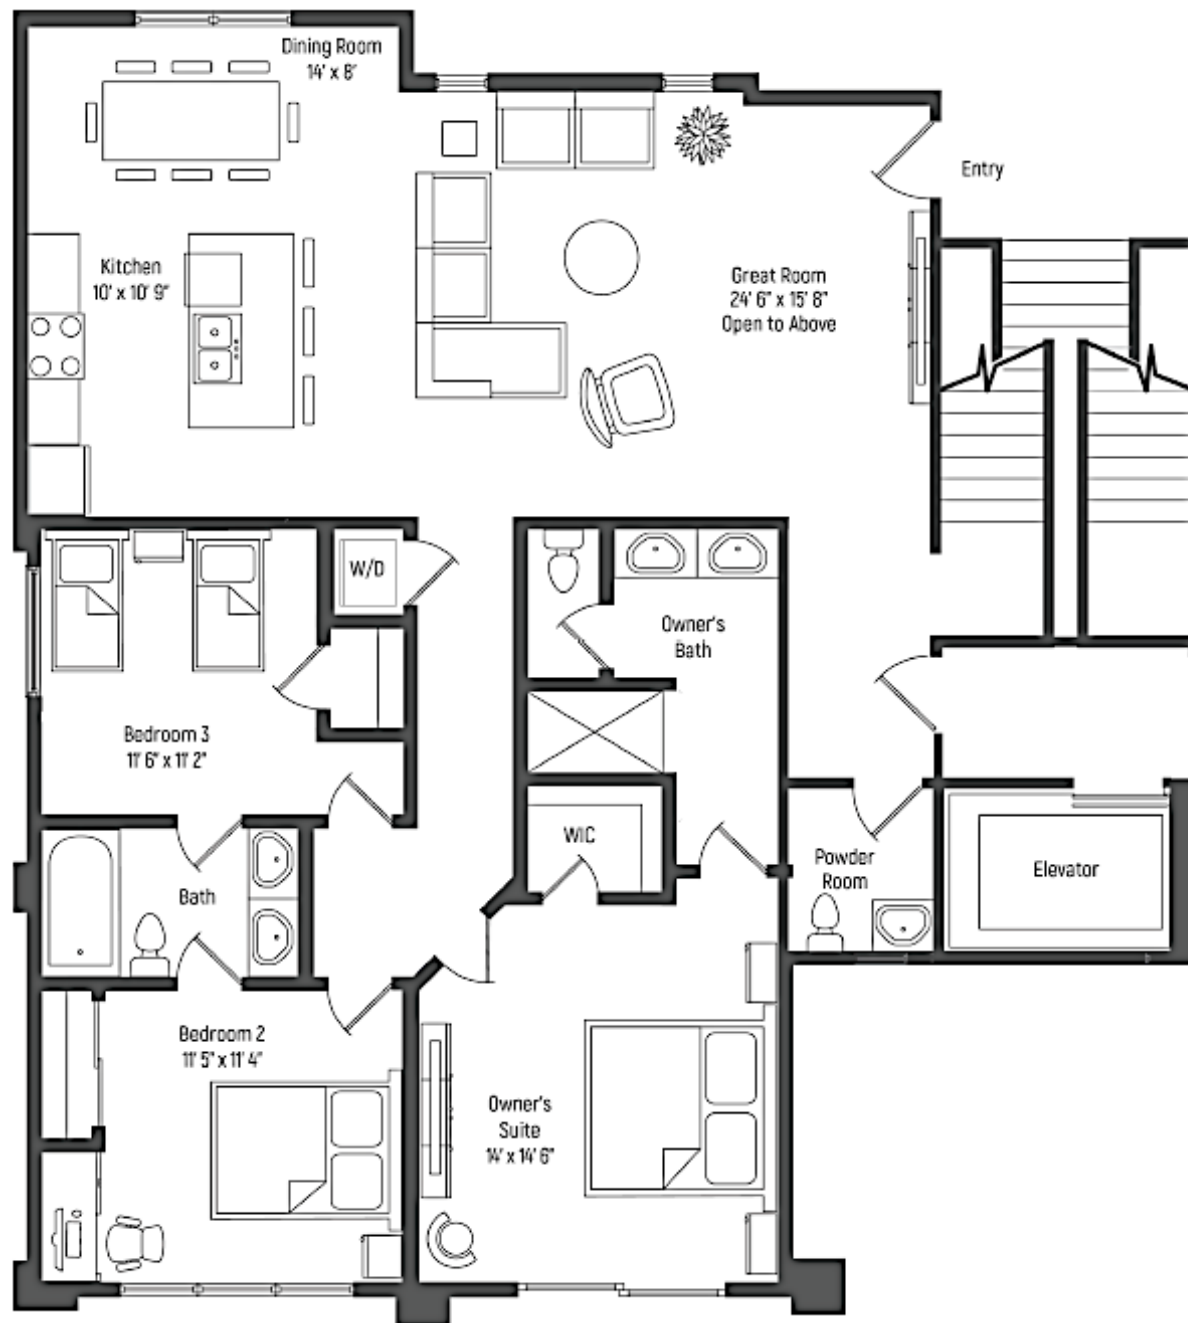 Dining Room
14' x 8'
Entry
Kitchen
10' x 10' 9"
Great Room
24' 6" x 15' 8"
Open to Above
W/D
Owner's
Bath
Bedroom 3
11' 6" x 11' 2"
WIC
Powder
Room
Elevator
Bath
Bedroom 2
11' 5" x 11' 4"
Owner's
Suite
14' x 14' 6"